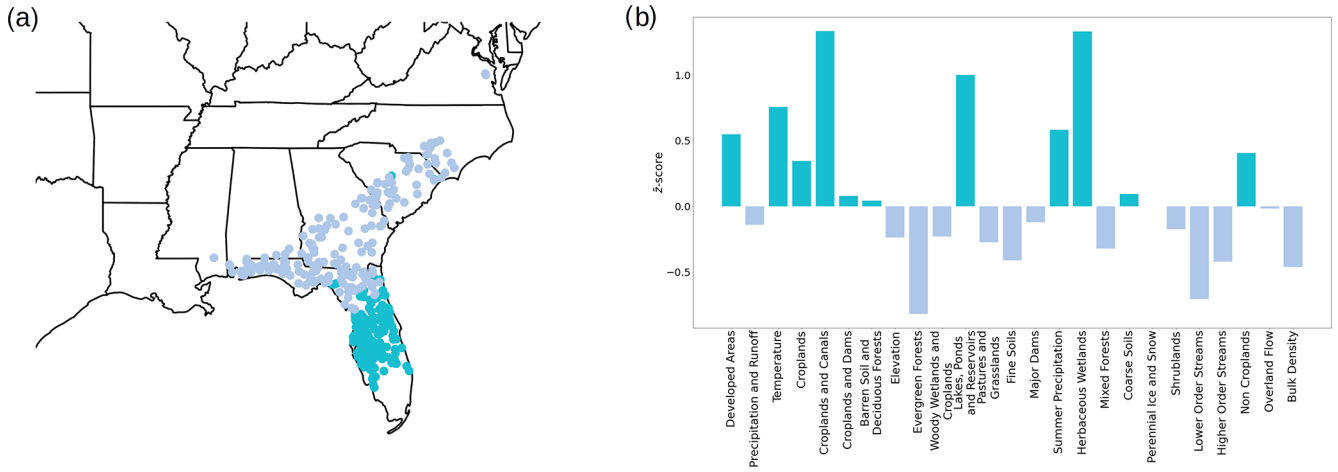 (a)
(b)
1.0
0.5
0.0
−0.5
z̄-score
Developed Areas
Precipitation and Runoff
Temperature
Croplands
Croplands and Canals
Croplands and Dams
Barren Soil and
Deciduous Forests
Elevation
Evergreen Forests
Woody Wetlands and
Croplands
Lakes, Ponds
and Reservoirs
Pastures and
Grasslands
Fine Soils
Major Dams
Summer Precipitation
Herbaceous Wetlands
Mixed Forests
Coarse Soils
Perennial Ice and Snow
Shrublands
Lower Order Streams
Higher Order Streams
Non Croplands
Overland Flow
Bulk Density